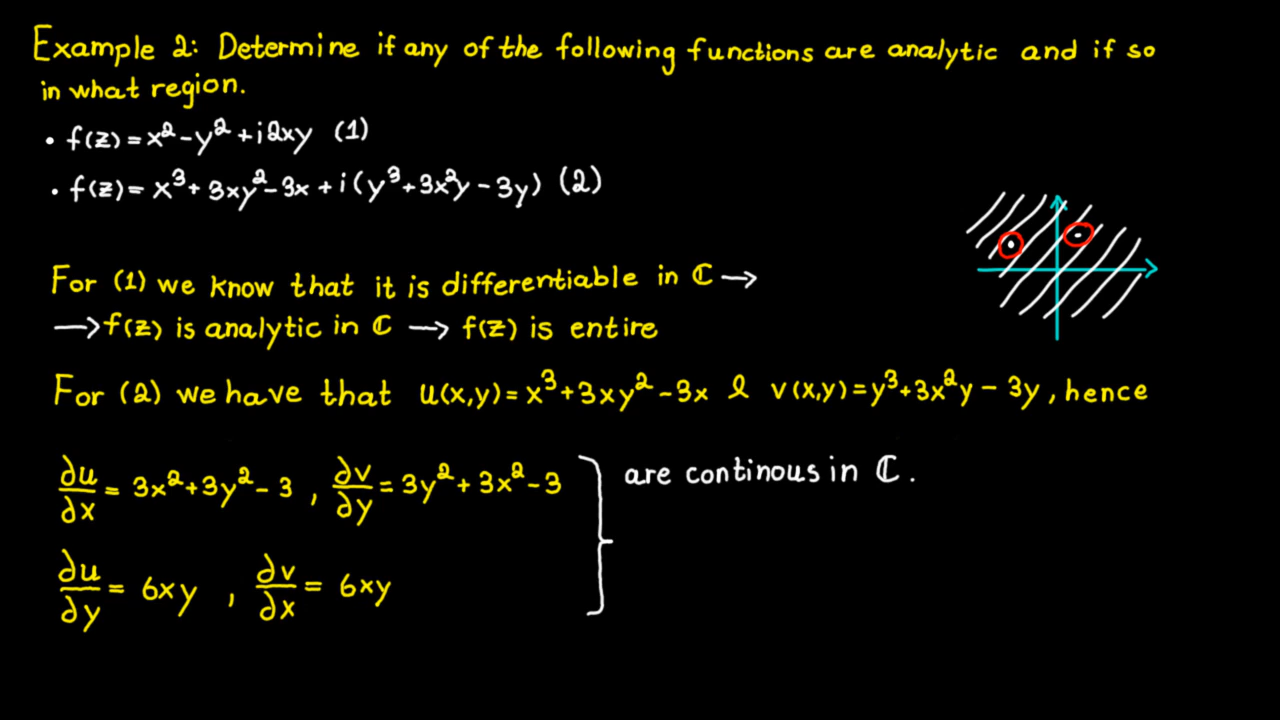 Example 2: Determine if any of the following functions are analytic and if so
in what region.
• f(z) = x² - y² + i2xy (1)
• f(z) = x³ + 3xy² - 3x + i(y³ + 3x²y - 3y) (2)
For (1) we know that it is differentiable in ℂ →
→ f(z) is analytic in ℂ → f(z) is entire
For (2) we have that u(x,y) = x³ + 3xy² - 3x & v(x,y) = y³ + 3x²y - 3y, hence
∂u/∂x = 3x² + 3y² - 3, ∂v/∂y = 3y² + 3x² - 3 } are continous in ℂ.
∂u/∂y = 6xy, ∂v/∂x = 6xy